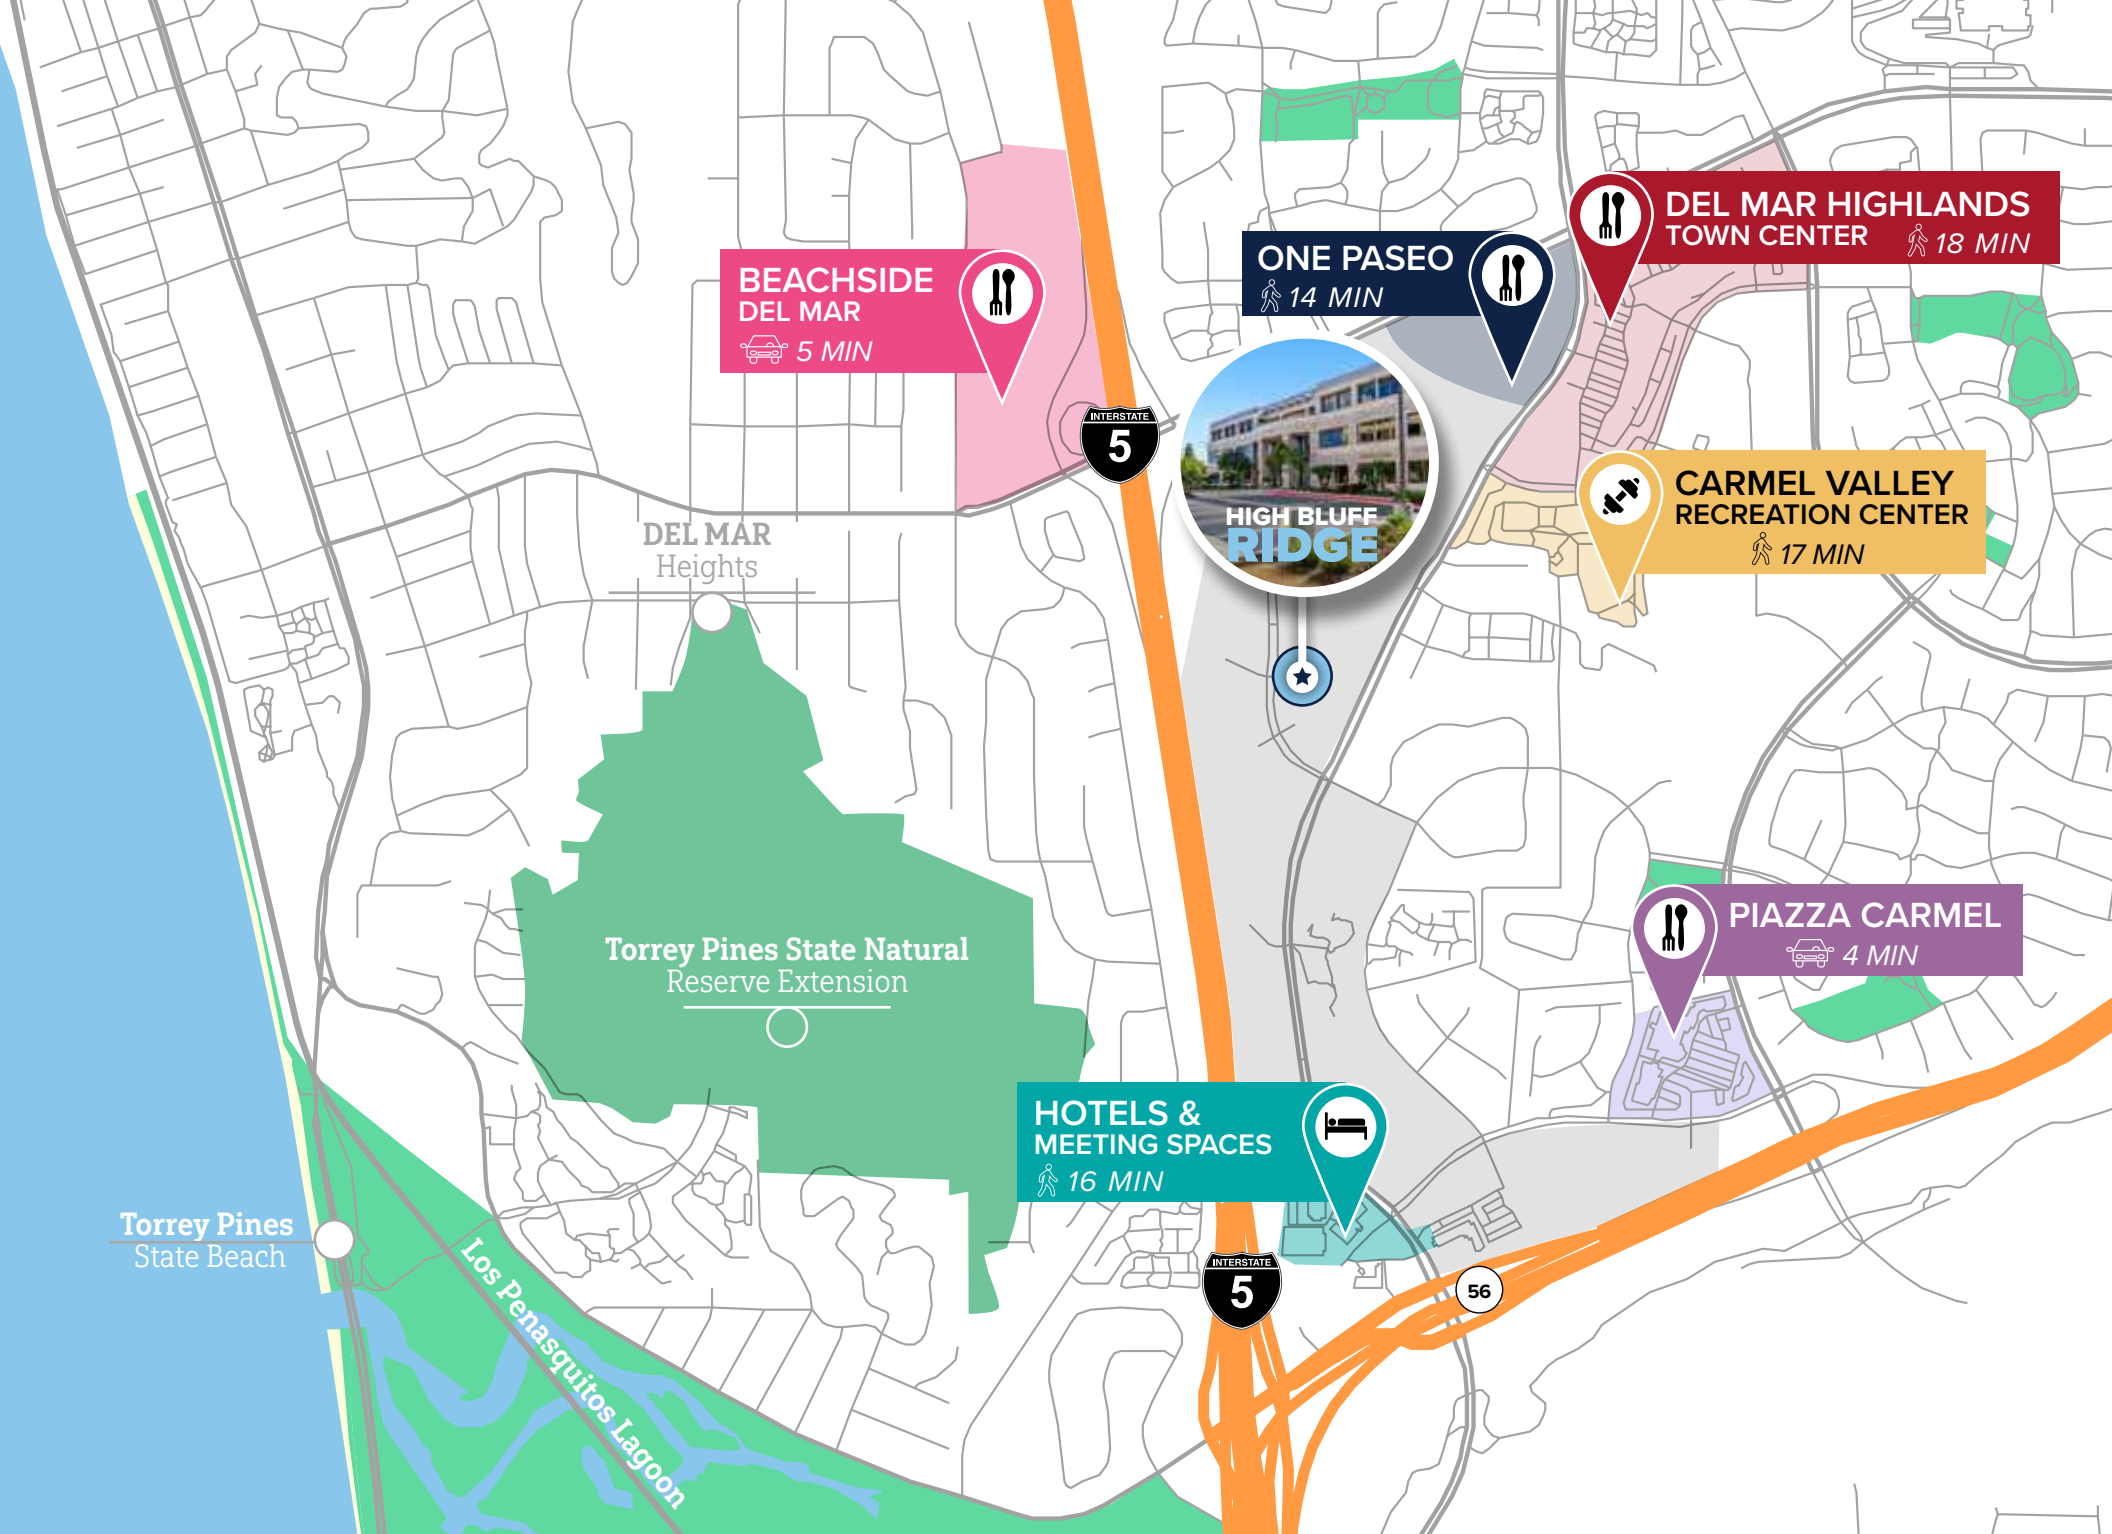 DEL MAR HIGHLANDS
TOWN CENTER
18 MIN
ONE PASEO
14 MIN
BEACHSIDE
DEL MAR
5 MIN
INTERSTATE
5
HIGH BLUFF
RIDGE
CARMEL VALLEY
RECREATION CENTER
17 MIN
DEL MAR
Heights
PIAZZA CARMEL
4 MIN
Torrey Pines State Natural
Reserve Extension
HOTELS &
MEETING SPACES
16 MIN
Torrey Pines
State Beach
Los Penasquitos Lagoon
INTERSTATE
5
56